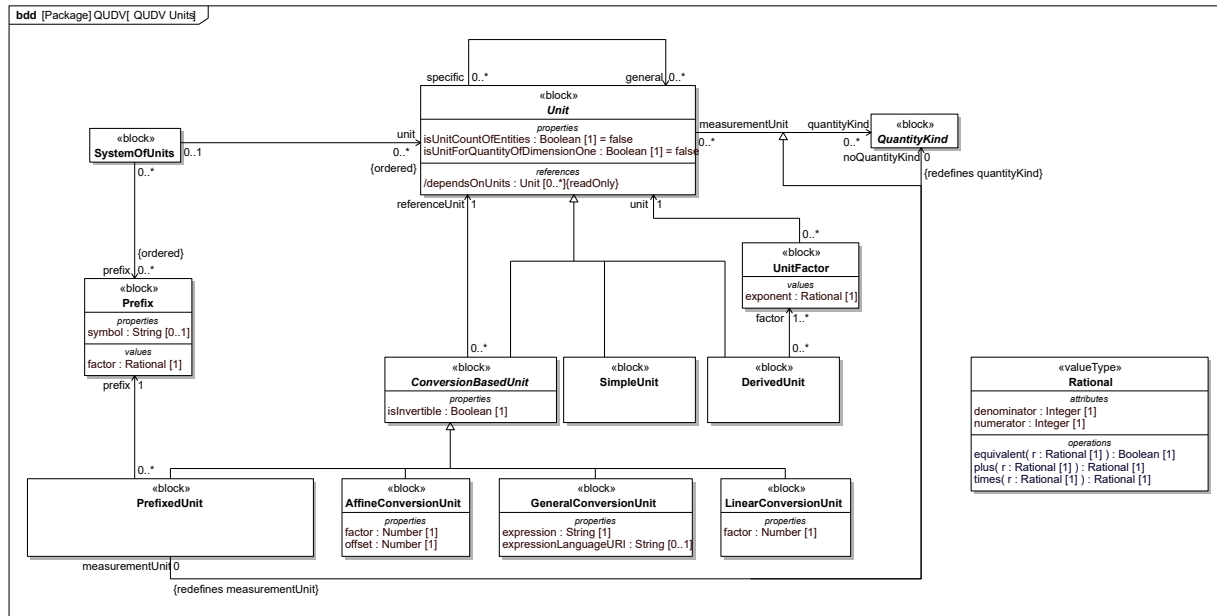 bdd [Package] QUDV[ QUDV Units]
specific 0..*
general 0..*
«block»
Unit
properties
isUnitCountOfEntities : Boolean [1] = false
isUnitForQuantityOfDimensionOne : Boolean [1] = false
references
/dependsOnUnits : Unit [0..*]{readOnly}
measurementUnit
0..*
quantityKind
0..*
«block»
QuantityKind
noQuantityKind 0
{redefines quantityKind}
«block»
SystemOfUnits
0..1
unit
0..*
{ordered}
0..*
{ordered}
prefix 0..*
referenceUnit 1
unit 1
0..*
«block»
UnitFactor
values
exponent : Rational [1]
factor 1..*
«block»
Prefix
properties
symbol : String [0..1]
values
factor : Rational [1]
prefix 1
0..*
0..*
«block»
ConversionBasedUnit
properties
isInvertible : Boolean [1]
«block»
SimpleUnit
«block»
DerivedUnit
«valueType»
Rational
attributes
denominator : Integer [1]
numerator : Integer [1]
operations
equivalent( r : Rational [1] ) : Boolean [1]
plus( r : Rational [1] ) : Rational [1]
times( r : Rational [1] ) : Rational [1]
0..*
«block»
PrefixedUnit
«block»
AffineConversionUnit
properties
factor : Number [1]
offset : Number [1]
«block»
GeneralConversionUnit
properties
expression : String [1]
expressionLanguageURI : String [0..1]
«block»
LinearConversionUnit
properties
factor : Number [1]
measurementUnit 0
{redefines measurementUnit}